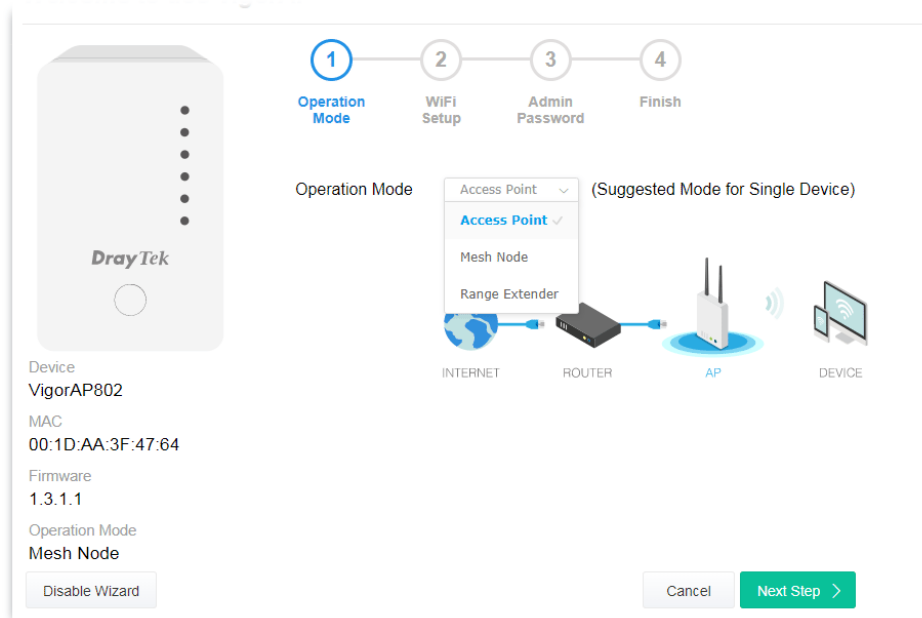 1
2
3
4
Operation
Mode
WiFi
Setup
Admin
Password
Finish
Operation Mode
Access Point
(Suggested Mode for Single Device)
Access Point
Mesh Node
Range Extender
DrayTek
INTERNET
ROUTER
AP
DEVICE
Device
VigorAP802
MAC
00:1D:AA:3F:47:64
Firmware
1.3.1.1
Operation Mode
Mesh Node
Disable Wizard
Cancel
Next Step